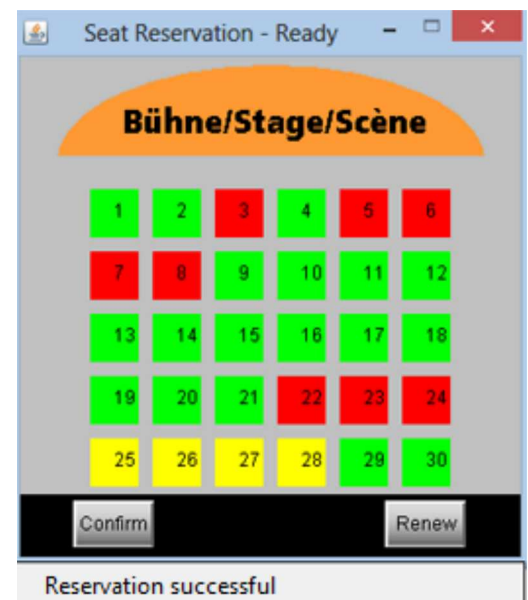 Seat Reservation - Ready
Bühne/Stage/Scène
1 2 3 4 5 6
7 8 9 10 11 12
13 14 15 16 17 18
19 20 21 22 23 24
25 26 27 28 29 30
Confirm Renew
Reservation successful